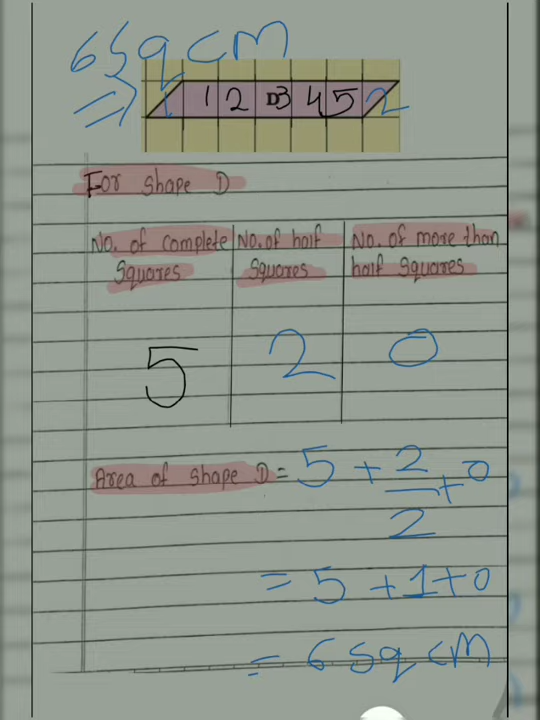 6 Sq cm
⇒ 1 1 2 D3 4 5 2
For shape D
No. of complete Squares
No. of half Squares
No. of more than half Squares
5 2 0
Area of shape D = 5 + 2/2 + 0
= 5 + 1 + 0
= 6 Sq cm